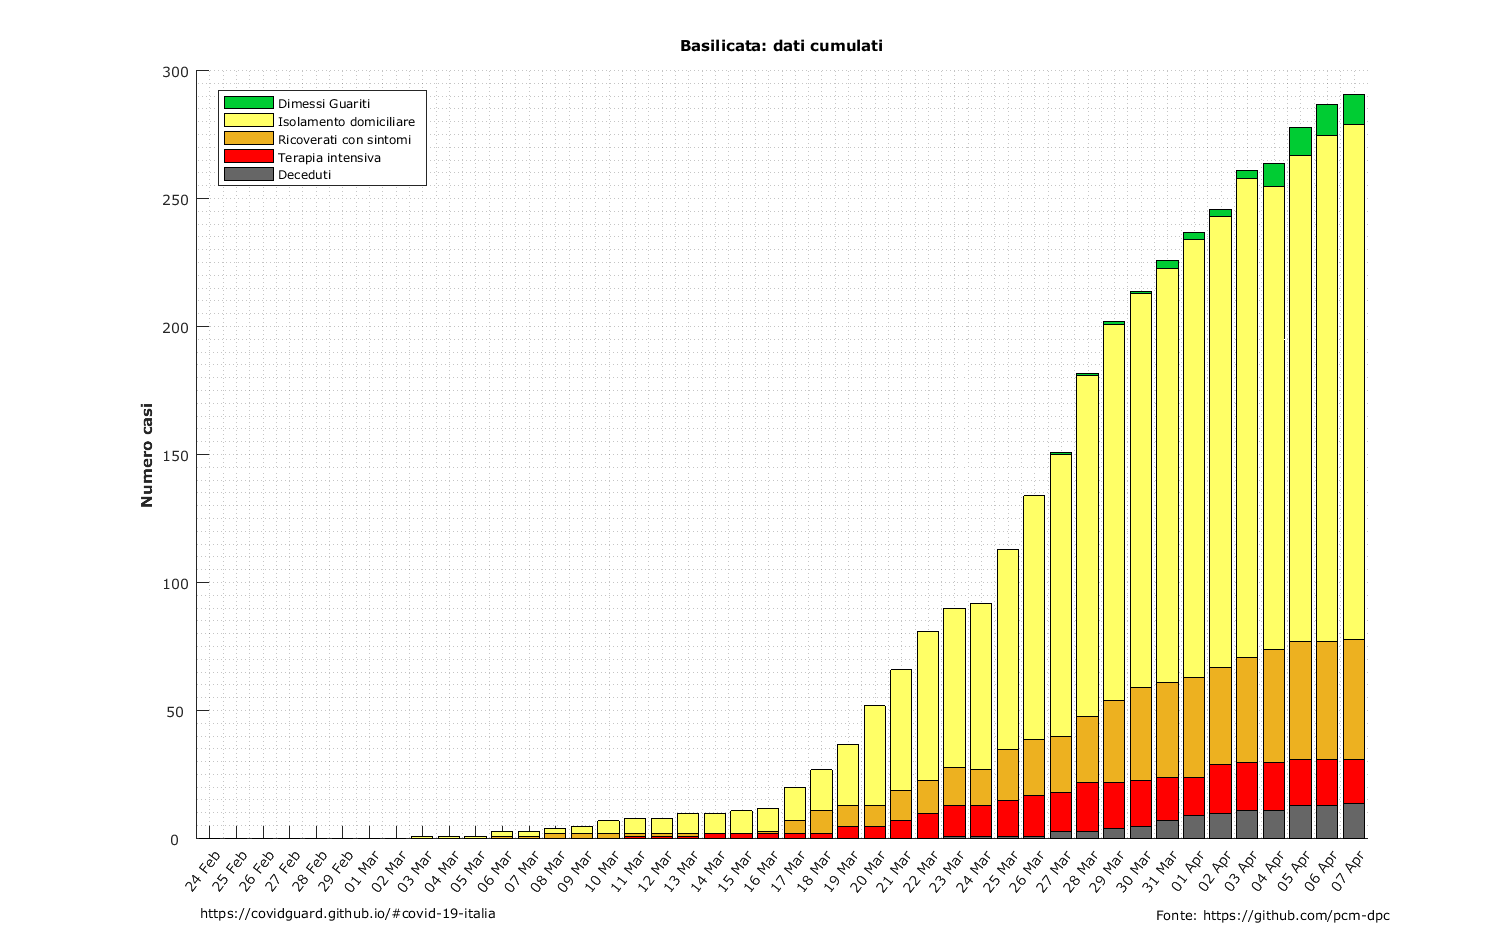 Basilicata: dati cumulati
300
250
200
150
100
50
0
Numero casi
Dimessi Guariti
Isolamento domiciliare
Ricoverati con sintomi
Terapia intensiva
Deceduti
24 Feb
25 Feb
26 Feb
27 Feb
28 Feb
29 Feb
01 Mar
02 Mar
03 Mar
04 Mar
05 Mar
06 Mar
07 Mar
08 Mar
09 Mar
10 Mar
11 Mar
12 Mar
13 Mar
14 Mar
15 Mar
16 Mar
17 Mar
18 Mar
19 Mar
20 Mar
21 Mar
22 Mar
23 Mar
24 Mar
25 Mar
26 Mar
27 Mar
28 Mar
29 Mar
30 Mar
31 Mar
01 Apr
02 Apr
03 Apr
04 Apr
05 Apr
06 Apr
07 Apr
https://covidguard.github.io/#covid-19-italia
Fonte: https://github.com/pcm-dpc